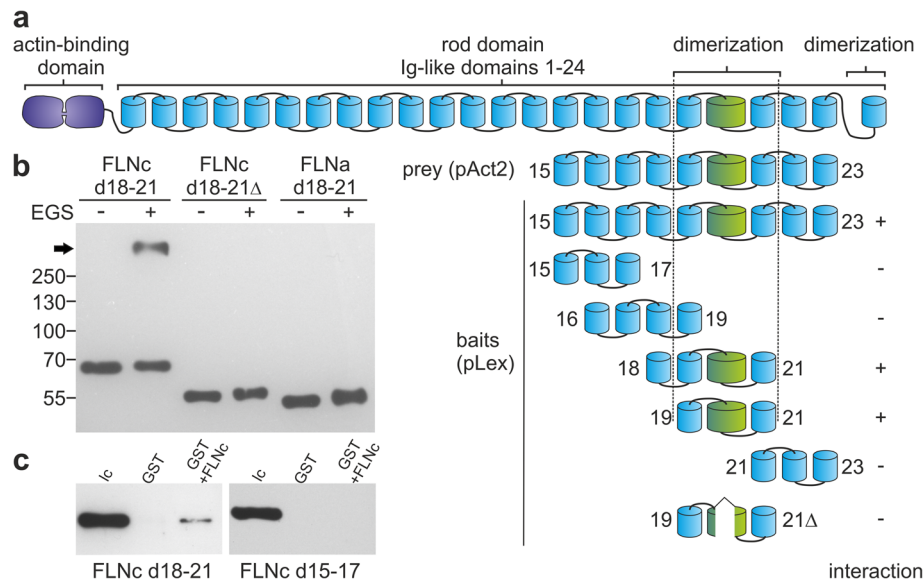 a
actin-binding
domain
rod domain
Ig-like domains 1-24
dimerization
dimerization
prey (pAct2)
15
23
baits
(pLex)
15
23
+
15
17
-
16
19
-
18
21
+
19
21
+
21
23
-
19
21Δ
-
interaction
b
FLNc
d18-21
FLNc
d18-21Δ
FLNa
d18-21
EGS
-
+
-
+
-
+
250
130
100
70
55
c
Ic
GST
GST
+FLNc
Ic
GST
GST
+FLNc
FLNc d18-21
FLNc d15-17